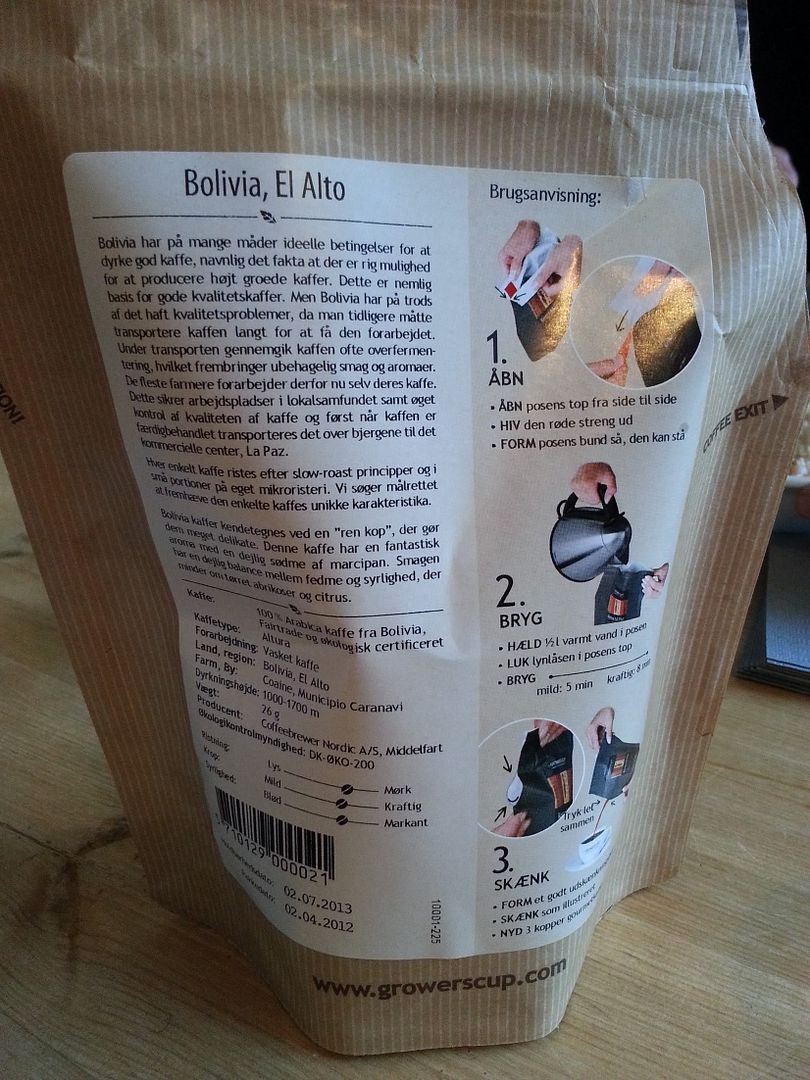 Bolivia, El Alto
Bolivia har på mange måder ideelle betingelser for at
dyrke god kaffe, navnlig det fakta at der er rig mulighed
for at producere højt groede kaffer. Dette er nemlig
basis for gode kvalitetskaffer. Men Bolivia har på trods
af det haft kvalitetsproblemer, da man tidligere måtte
transportere kaffen langt for at få den forarbejdet.
Under transporten gennemgik kaffen ofte overfermen-
tering, hvilket frembringer ubehagelig smag og aromaer.
De fleste farmere forarbejder derfor nu selv deres kaffe.
Dette sikrer arbejdspladser i lokalsamfundet samt øget
kontrol af kvaliteten af kaffe og først når kaffen er
færdigbehandlet transporteres det over bjergene til det
kommercielle center, La Paz.
Hver enkelt kaffe ristes efter slow-roast principper og i
små portioner på eget mikroristeri. Vi søger målrettet
at fremhæve den enkelte kaffes unikke karakteristika.
Bolivia kaffer kendetegnes ved en "ren kop", der gør
dem meget delikate. Denne kaffe har en fantastisk
aroma med en dejlig sødme af marcipan. Smagen
har en dejlig balance mellem fedme og syrlighed, der
minder om tørret abrikoser og citrus.
Kaffe: 100% Arabica kaffe fra Bolivia,
Fairtrade og økologisk certificeret
Kaffetype: Altura
Forarbejdning: Vasket kaffe
Land, region: Bolivia, El Alto
Farm, By: Coaine, Municipio Caranavi
Dyrkningshøjde: 1000-1700 m
Vægt: 26 g
Producent: Coffeebrewer Nordic A/S, Middelfart
Økologikontrolmyndighed: DK-ØKO-200
Ristning: Lys Mørk
Krop: Mild Kraftig
Syrlighed: Blød Markant
5 710129 000021
02.07.2013
02.04.2012
10001-225
Brugsanvisning:
1.
ÅBN
• ÅBN posens top fra side til side
• HIV den røde streng ud
• FORM posens bund så, den kan stå
2.
BRYG
• HÆLD ½ l varmt vand i posen
• LUK lynlåsen i posens top
• BRYG
mild: 5 min kraftig: 8 min
Tryk let
sammen
3.
SKÆNK
• FORM et godt
• SKÆNK som illustreret
• NYD 3 kopper
COFFEE EXIT
www.growerscup.com